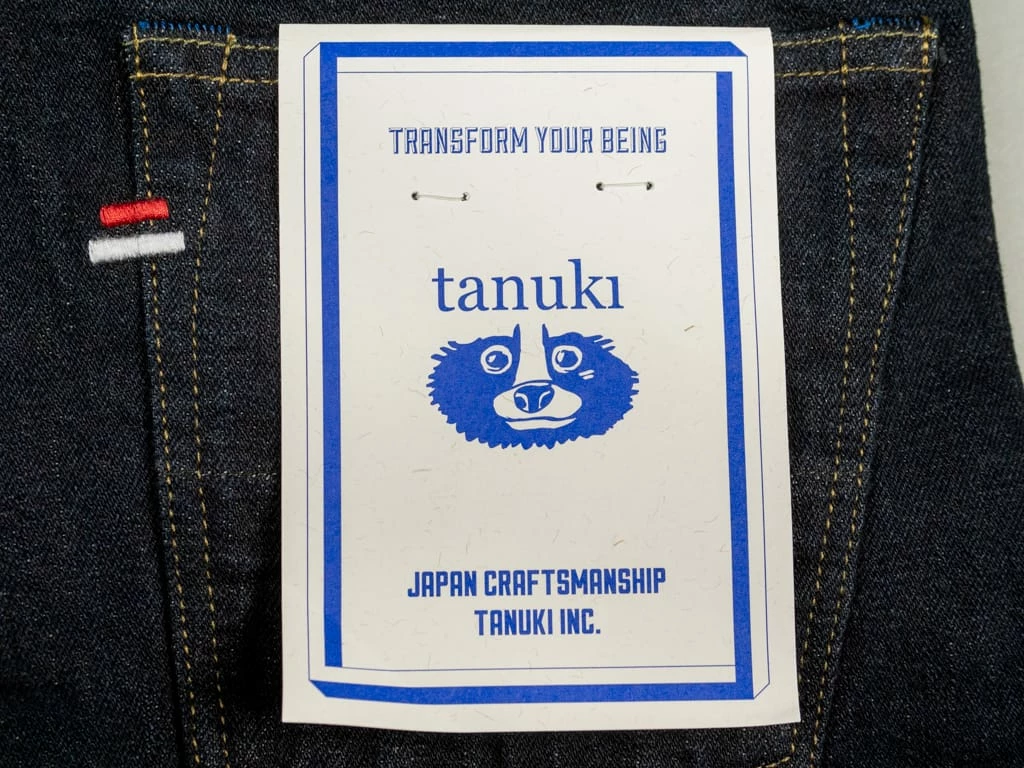 TRANSFORM YOUR BEING
tanuki
JAPAN CRAFTSMANSHIP
TANUKI INC.